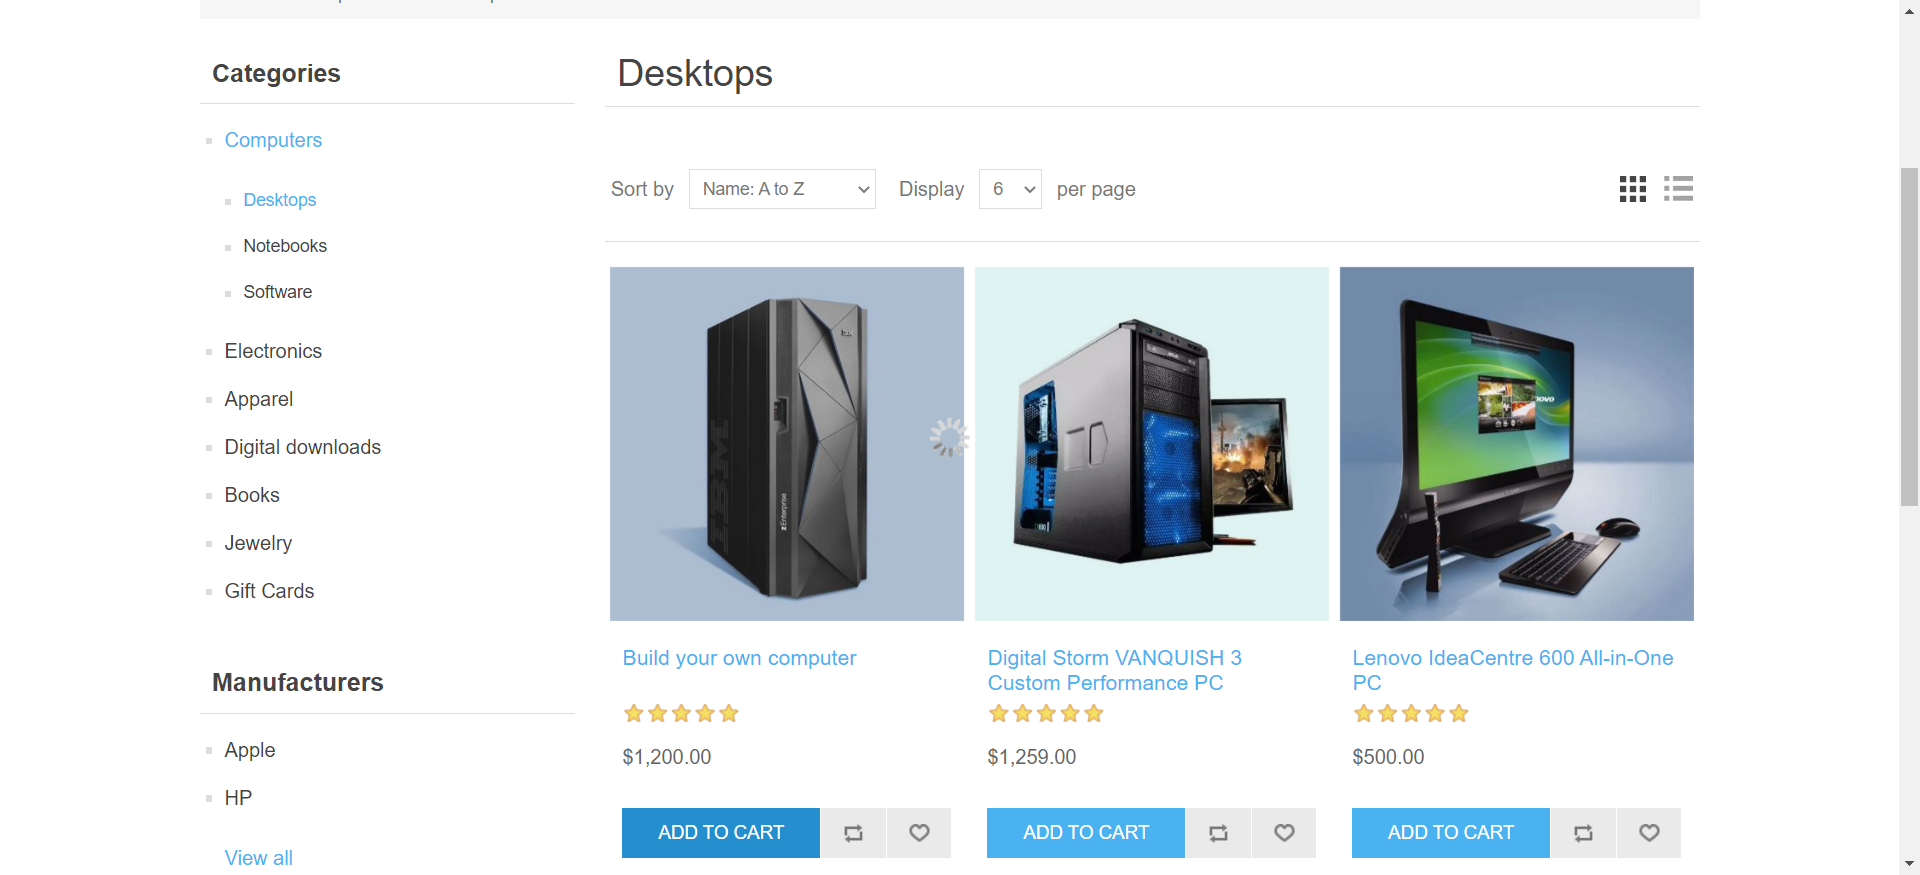 Categories
Computers
Desktops
Notebooks
Software
Electronics
Apparel
Digital downloads
Books
Jewelry
Gift Cards
Manufacturers
Apple
HP
View all
Desktops
Sort by Name: A to Z Display 6 per page
IBM
zEnterprise
Build your own computer
$1,200.00
ADD TO CART
Digital Storm VANQUISH 3
Custom Performance PC
$1,259.00
ADD TO CART
Lenovo IdeaCentre 600 All-in-One
PC
$500.00
ADD TO CART